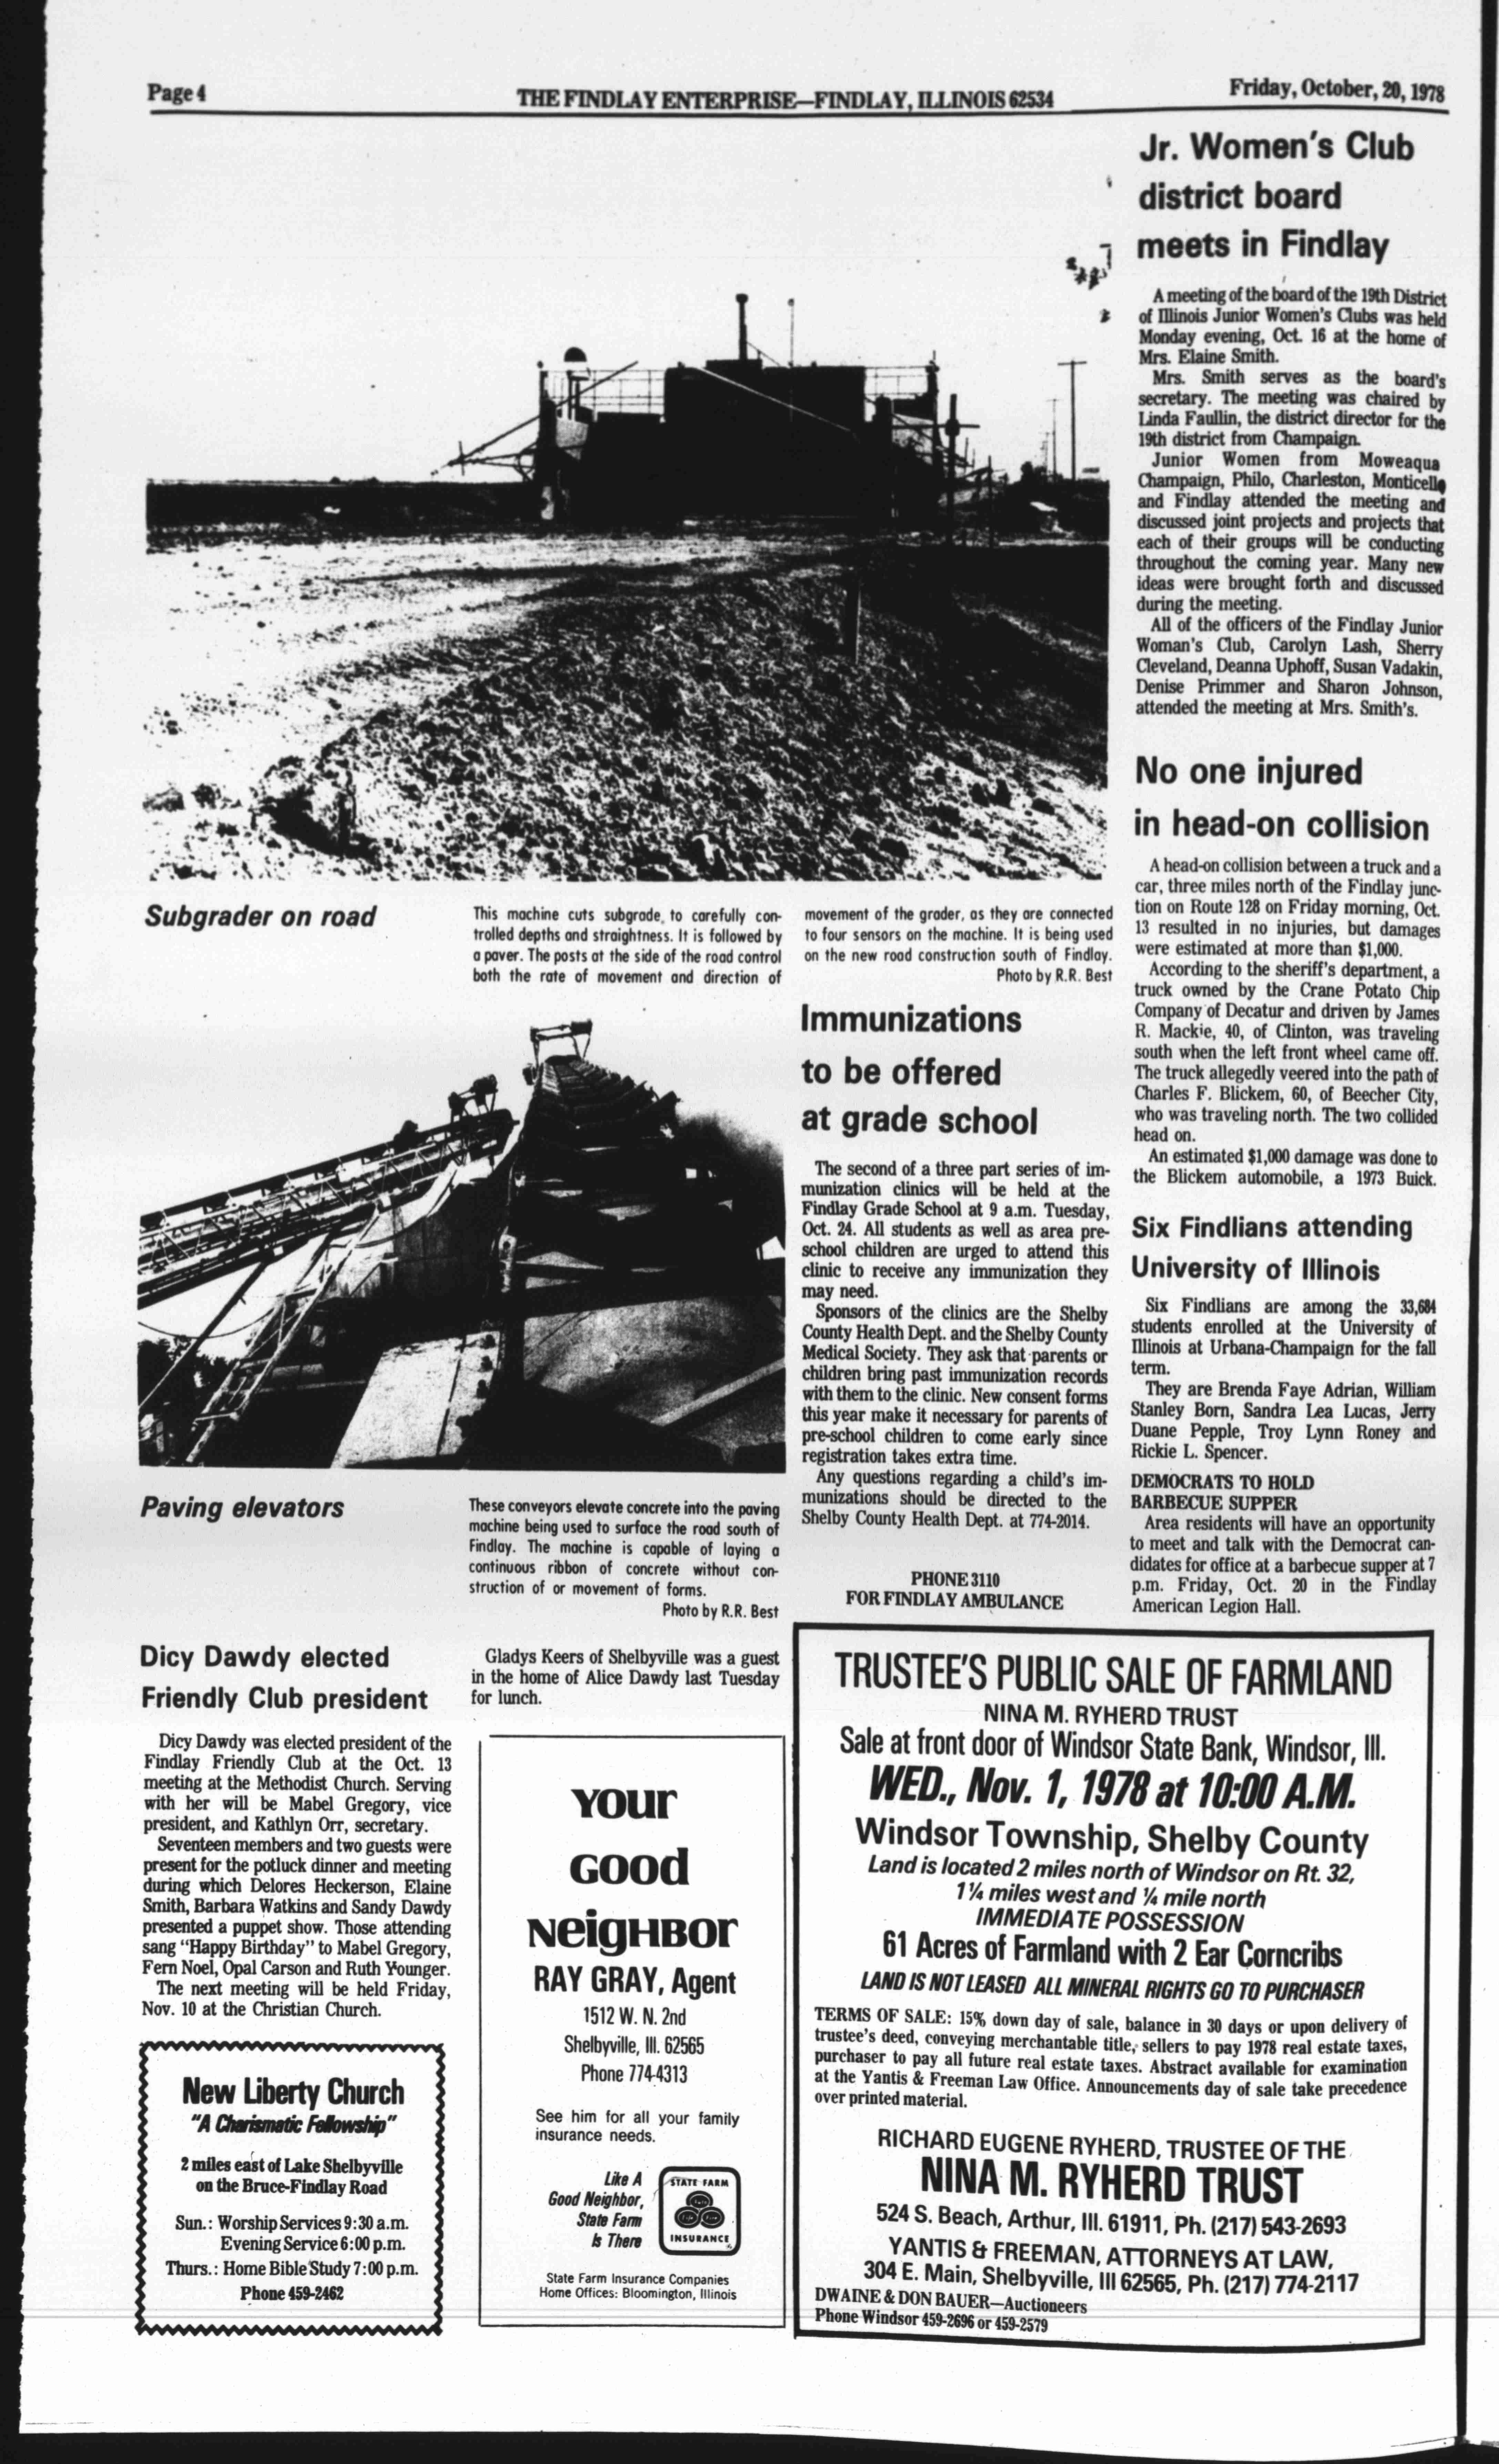 Page 4
THE FINDLAY ENTERPRISE—FINDLAY, ILLINOIS 62534
Friday, October, 20, 1978
Subgrader on road
This machine cuts subgrade, to carefully con-
trolled depths and straightness. It is followed by
a paver. The posts at the side of the road control
both the rate of movement and direction of
movement of the grader, as they are connected
to four sensors on the machine. It is being used
on the new road construction south of Findlay.
Photo by R.R. Best
Paving elevators
These conveyors elevate concrete into the paving
machine being used to surface the road south of
Findlay. The machine is capable of laying a
continuous ribbon of concrete without con-
struction of or movement of forms.
Photo by R.R. Best
Dicy Dawdy elected
Friendly Club president
Dicy Dawdy was elected president of the
Findlay Friendly Club at the Oct. 13
meeting at the Methodist Church. Serving
with her will be Mabel Gregory, vice
president, and Kathlyn Orr, secretary.
Seventeen members and two guests were
present for the potluck dinner and meeting
during which Delores Heckerson, Elaine
Smith, Barbara Watkins and Sandy Dawdy
presented a puppet show. Those attending
sang "Happy Birthday" to Mabel Gregory,
Fern Noel, Opal Carson and Ruth Younger.
The next meeting will be held Friday,
Nov. 10 at the Christian Church.
New Liberty Church
"A Charismatic Fellowship"
2 miles east of Lake Shelbyville
on the Bruce-Findlay Road
Sun.: Worship Services 9:30 a.m.
Evening Service 6:00 p.m.
Thurs.: Home Bible Study 7:00 p.m.
Phone 459-2462
Gladys Keers of Shelbyville was a guest
in the home of Alice Dawdy last Tuesday
for lunch.
YOUR
GOOD
NEIGHBOR
RAY GRAY, Agent
1512 W. N. 2nd
Shelbyville, Ill. 62565
Phone 774-4313
See him for all your family
insurance needs.
Like A
Good Neighbor,
State Farm
Is There
STATE FARM
INSURANCE
State Farm Insurance Companies
Home Offices: Bloomington, Illinois
Immunizations
to be offered
at grade school
The second of a three part series of im-
munization clinics will be held at the
Findlay Grade School at 9 a.m. Tuesday,
Oct. 24. All students as well as area pre-
school children are urged to attend this
clinic to receive any immunization they
may need.
Sponsors of the clinics are the Shelby
County Health Dept. and the Shelby County
Medical Society. They ask that parents or
children bring past immunization records
with them to the clinic. New consent forms
this year make it necessary for parents of
pre-school children to come early since
registration takes extra time.
Any questions regarding a child's im-
munizations should be directed to the
Shelby County Health Dept. at 774-2014.
PHONE 3110
FOR FINDLAY AMBULANCE
Jr. Women's Club
district board
meets in Findlay
A meeting of the board of the 19th District
of Illinois Junior Women's Clubs was held
Monday evening, Oct. 16 at the home of
Mrs. Elaine Smith.
Mrs. Smith serves as the board's
secretary. The meeting was chaired by
Linda Faullin, the district director for the
19th district from Champaign.
Junior Women from Moweaqua
Champaign, Philo, Charleston, Monticello
and Findlay attended the meeting and
discussed joint projects and projects that
each of their groups will be conducting
throughout the coming year. Many new
ideas were brought forth and discussed
during the meeting.
All of the officers of the Findlay Junior
Woman's Club, Carolyn Lash, Sherry
Cleveland, Deanna Uphoff, Susan Vadakin,
Denise Primmer and Sharon Johnson,
attended the meeting at Mrs. Smith's.
No one injured
in head-on collision
A head-on collision between a truck and a
car, three miles north of the Findlay junc-
tion on Route 128 on Friday morning, Oct.
13 resulted in no injuries, but damages
were estimated at more than $1,000.
According to the sheriff's department, a
truck owned by the Crane Potato Chip
Company of Decatur and driven by James
R. Mackie, 40, of Clinton, was traveling
south when the left front wheel came off.
The truck allegedly veered into the path of
Charles F. Blickem, 60, of Beecher City,
who was traveling north. The two collided
head on.
An estimated $1,000 damage was done to
the Blickem automobile, a 1973 Buick.
Six Findlians attending
University of Illinois
Six Findlians are among the 33,684
students enrolled at the University of
Illinois at Urbana-Champaign for the fall
term.
They are Brenda Faye Adrian, William
Stanley Born, Sandra Lea Lucas, Jerry
Duane Pepple, Troy Lynn Roney and
Rickie L. Spencer.
DEMOCRATS TO HOLD
BARBECUE SUPPER
Area residents will have an opportunity
to meet and talk with the Democrat can-
didates for office at a barbecue supper at 7
p.m. Friday, Oct. 20 in the Findlay
American Legion Hall.
TRUSTEE'S PUBLIC SALE OF FARMLAND
NINA M. RYHERD TRUST
Sale at front door of Windsor State Bank, Windsor, Ill.
WED., Nov. 1, 1978 at 10:00 A.M.
Windsor Township, Shelby County
Land is located 2 miles north of Windsor on Rt. 32,
1¼ miles west and ¼ mile north
IMMEDIATE POSSESSION
61 Acres of Farmland with 2 Ear Corncribs
LAND IS NOT LEASED ALL MINERAL RIGHTS GO TO PURCHASER
TERMS OF SALE: 15% down day of sale, balance in 30 days or upon delivery of
trustee's deed, conveying merchantable title, sellers to pay 1978 real estate taxes,
purchaser to pay all future real estate taxes. Abstract available for examination
at the Yantis & Freeman Law Office. Announcements day of sale take precedence
over printed material.
RICHARD EUGENE RYHERD, TRUSTEE OF THE
NINA M. RYHERD TRUST
524 S. Beach, Arthur, Ill. 61911, Ph. (217) 543-2693
YANTIS & FREEMAN, ATTORNEYS AT LAW,
304 E. Main, Shelbyville, Ill 62565, Ph. (217) 774-2117
DWAINE & DON BAUER—Auctioneers
Phone Windsor 459-2696 or 459-2579